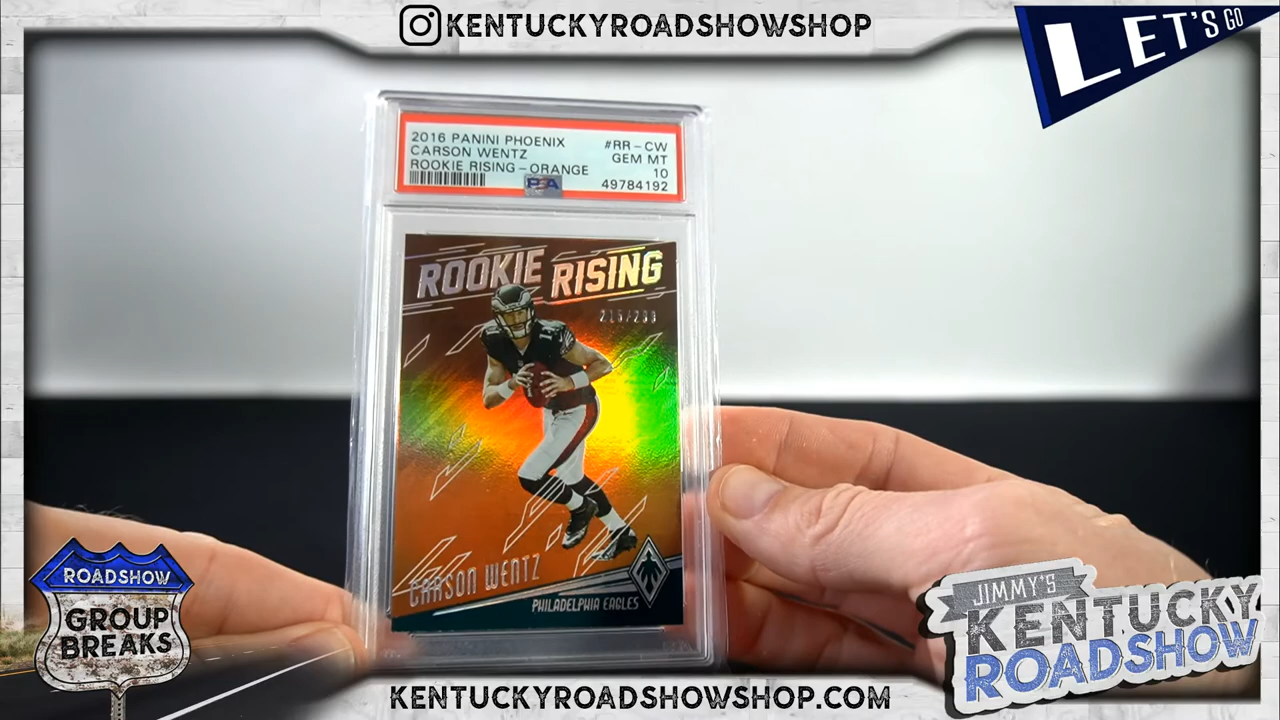 KENTUCKYROADSHOWSHOP
LET'S GO
2016 PANINI PHOENIX #RR-CW
CARSON WENTZ GEM MT
ROOKIE RISING-ORANGE 10
PSA 49784192
ROOKIE RISING
CARSON WENTZ
PHILADELPHIA EAGLES
ROADSHOW
GROUP
BREAKS
JIMMY'S
KENTUCKY
ROADSHOW
KENTUCKYROADSHOWSHOP.COM